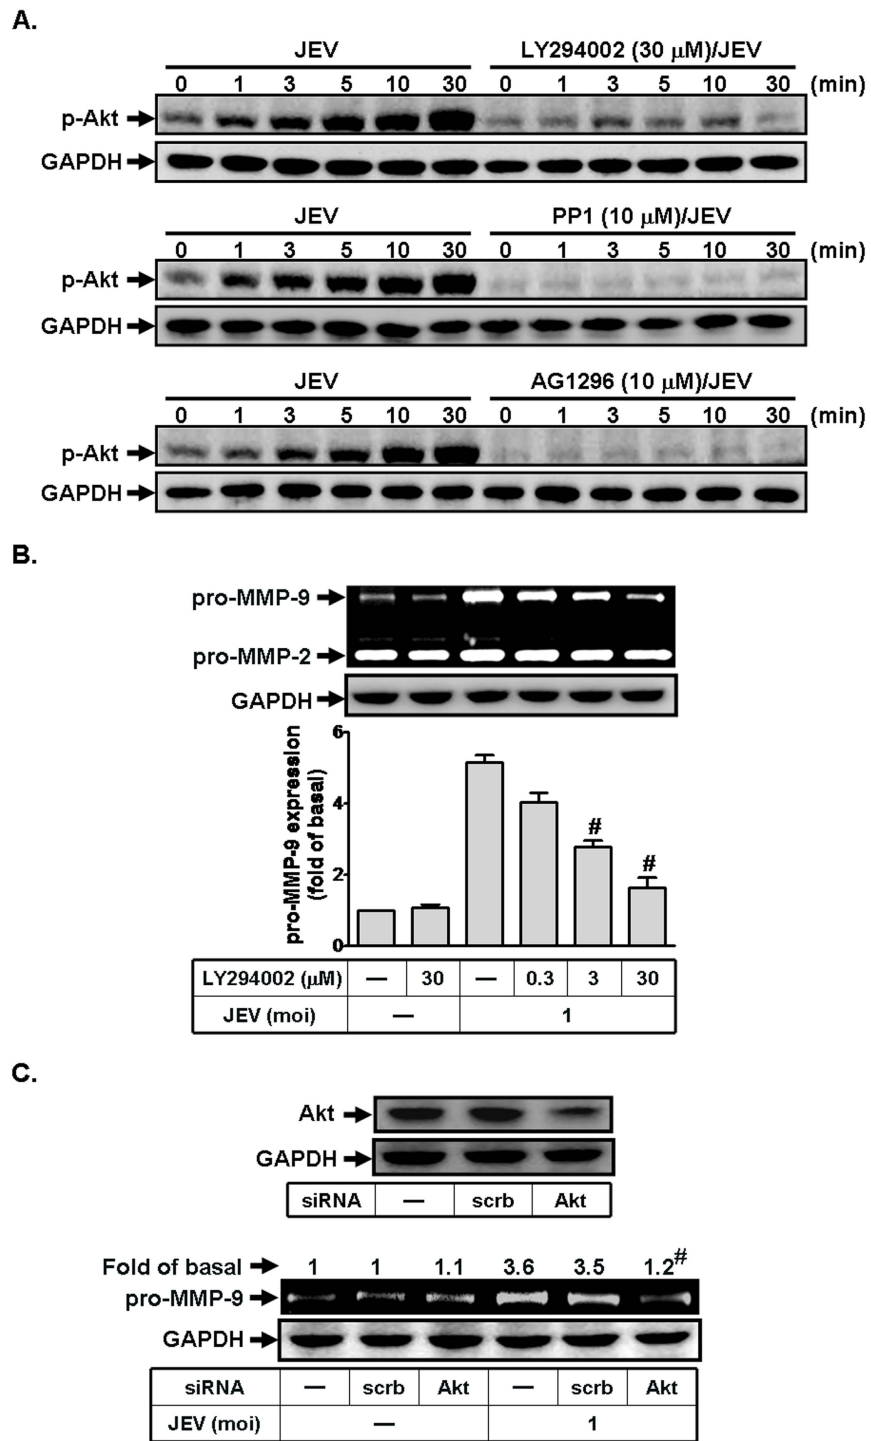 A.
JEV LY294002 (30 μM)/JEV
0 1 3 5 10 30 0 1 3 5 10 30 (min)
p-Akt
GAPDH
JEV PP1 (10 μM)/JEV
0 1 3 5 10 30 0 1 3 5 10 30 (min)
p-Akt
GAPDH
JEV AG1296 (10 μM)/JEV
0 1 3 5 10 30 0 1 3 5 10 30 (min)
p-Akt
GAPDH
B.
pro-MMP-9
pro-MMP-2
GAPDH
pro-MMP-9 expression
(fold of basal)
6
4
2
0
#
#
LY294002 (μM) — 30 — 0.3 3 30
JEV (moi) — 1
C.
Akt
GAPDH
siRNA — scrb Akt
Fold of basal 1 1 1.1 3.6 3.5 1.2#
pro-MMP-9
GAPDH
siRNA — scrb Akt — scrb Akt
JEV (moi) — 1